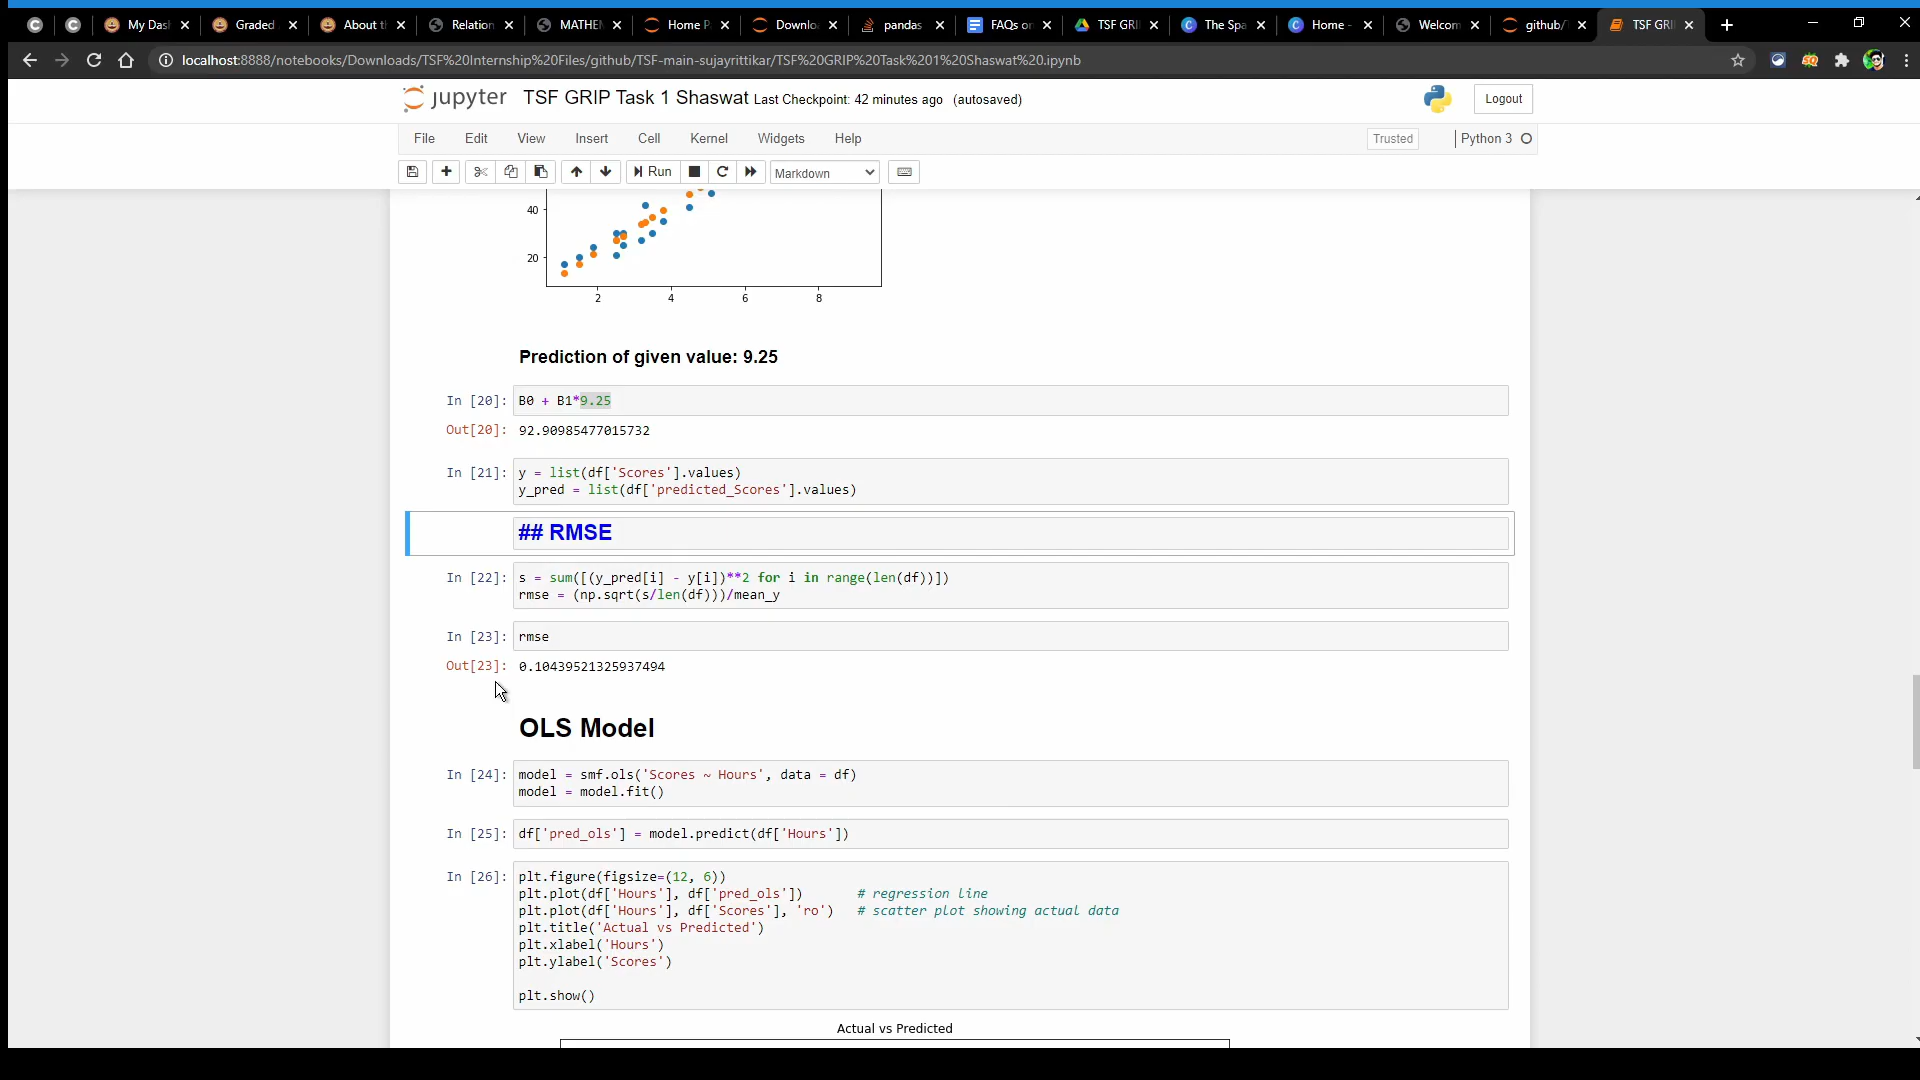 My Das
Graded
About t
Relation
MATHEM
Home P
Downlo
pandas
FAQs on
TSF GRI
The Spa
Home -
Welcom
github/
TSF GRI
localhost:8888/notebooks/Downloads/TSF%20Internship%20Files/github/TSF-main-sujayrittikar/TSF%20GRIP%20Task%201%20Shaswat%20.ipynb
jupyter TSF GRIP Task 1 Shaswat Last Checkpoint: 42 minutes ago (autosaved)
Logout
File Edit View Insert Cell Kernel Widgets Help
Trusted
Python 3
Run
Markdown
40
20
2 4 6 8
Prediction of given value: 9.25
In [20]: B0 + B1*9.25
Out[20]: 92.90985477015732
In [21]: y = list(df['Scores'].values)
y_pred = list(df['predicted_Scores'].values)
## RMSE
In [22]: s = sum([(y_pred[i] - y[i])**2 for i in range(len(df))])
rmse = (np.sqrt(s/len(df)))/mean_y
In [23]: rmse
Out[23]: 0.10439521325937494
OLS Model
In [24]: model = smf.ols('Scores ~ Hours', data = df)
model = model.fit()
In [25]: df['pred_ols'] = model.predict(df['Hours'])
In [26]: plt.figure(figsize=(12, 6))
plt.plot(df['Hours'], df['pred_ols']) # regression line
plt.plot(df['Hours'], df['Scores'], 'ro') # scatter plot showing actual data
plt.title('Actual vs Predicted')
plt.xlabel('Hours')
plt.ylabel('Scores')
plt.show()
Actual vs Predicted